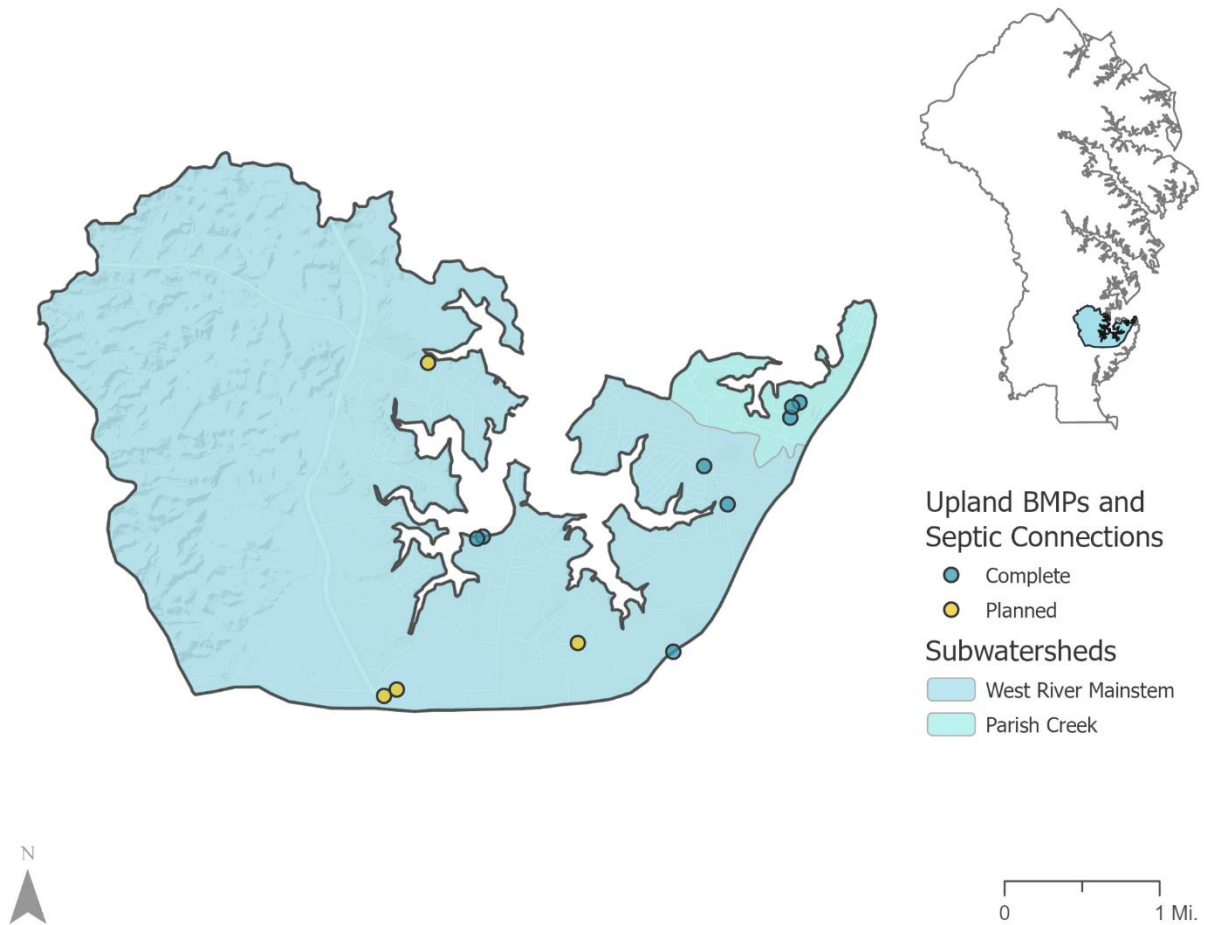 Upland BMPs and
Septic Connections
Complete
Planned
Subwatersheds
West River Mainstem
Parish Creek
N
0 1 Mi.